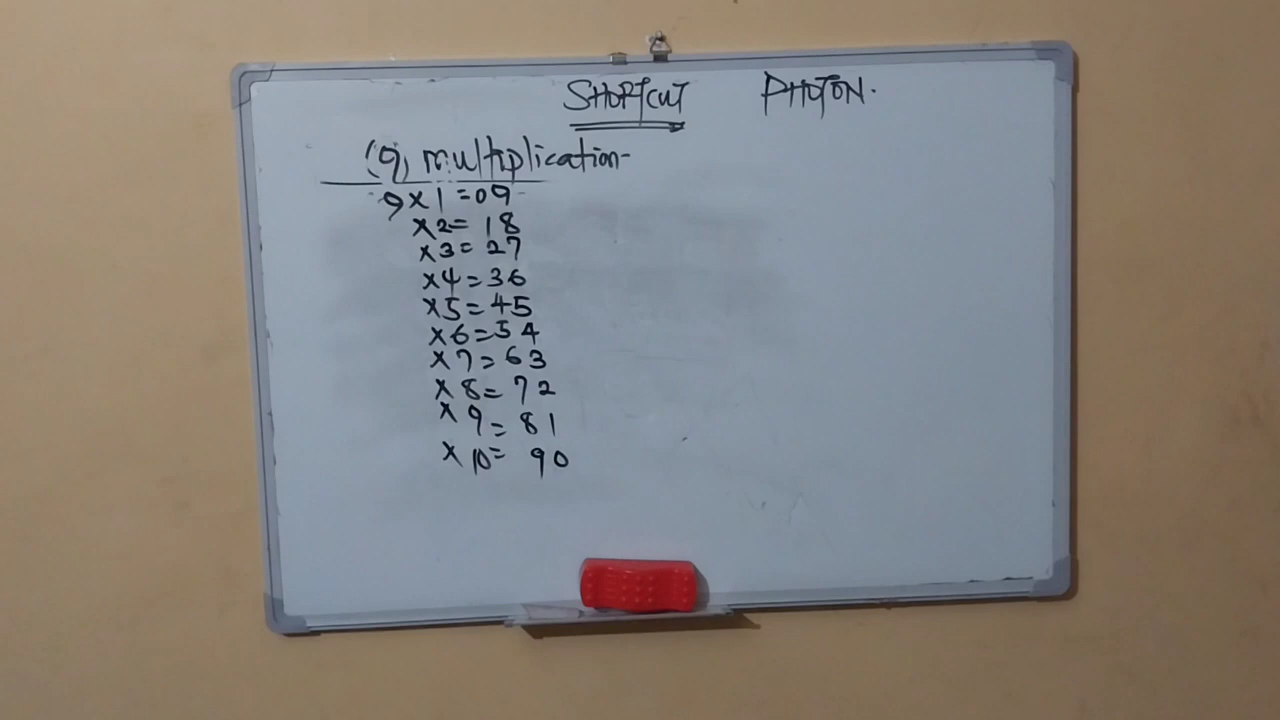 SHORTCUT PHOTON.
(9) multiplication-
9x1=09
x2=18
x3=27
x4=36
x5=45
x6=54
x7=63
x8=72
x9=81
x10=90